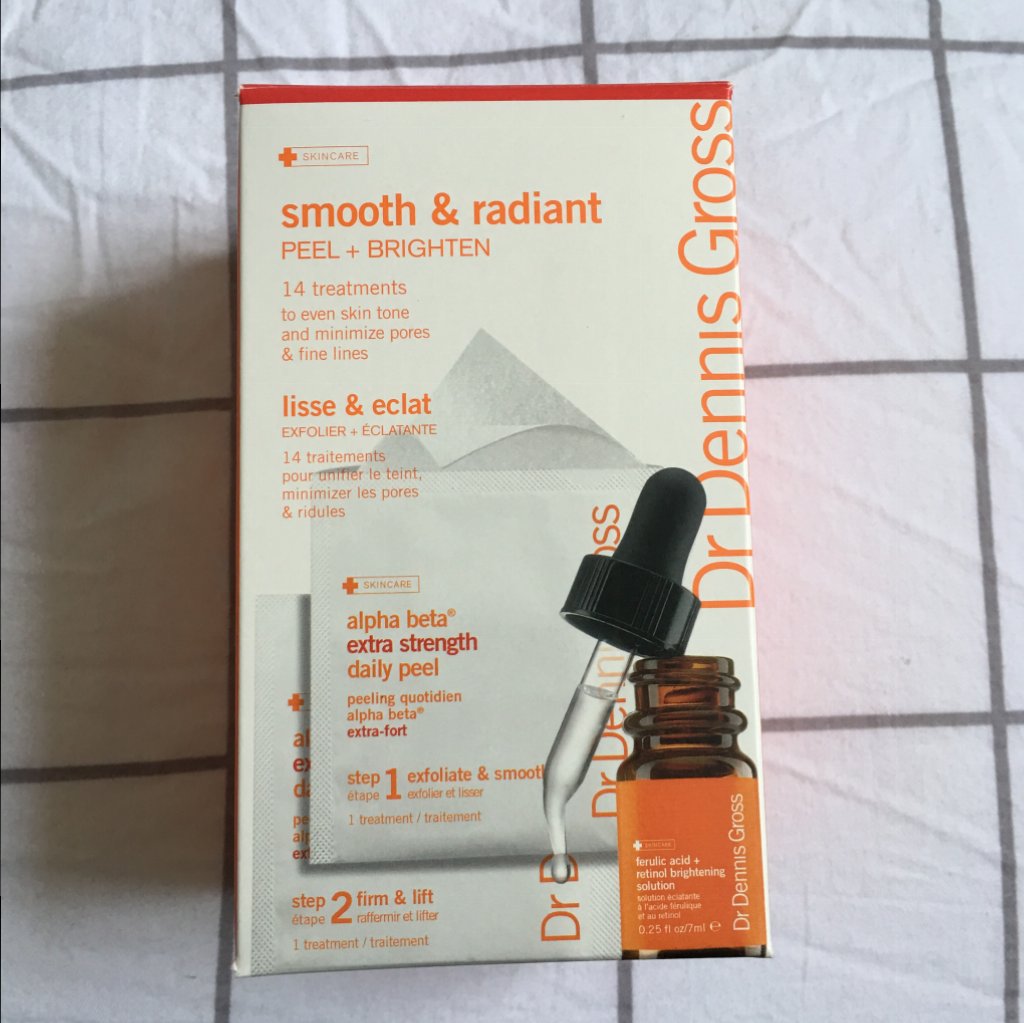 SKINCARE
smooth & radiant
PEEL + BRIGHTEN
14 treatments
to even skin tone
and minimize pores
& fine lines
lisse & eclat
EXFOLIER + ÉCLATANTE
14 traitements
pour unifier le teint,
minimizer les pores
& ridules
Dr Dennis Gross
SKINCARE
alpha beta®
extra strength
daily peel
peeling quotidien
alpha beta®
extra-fort
step 1 exfoliate & smooth
étape exfolier et lisser
1 treatment / traitement
step 2 firm & lift
étape raffermir et lifter
1 treatment / traitement
SKINCARE
ferulic acid +
retinol brightening
solution
solution éclatante
à l'acide férulique
et au retinol
0.25 fl oz/7ml ℮
Dr Dennis Gross